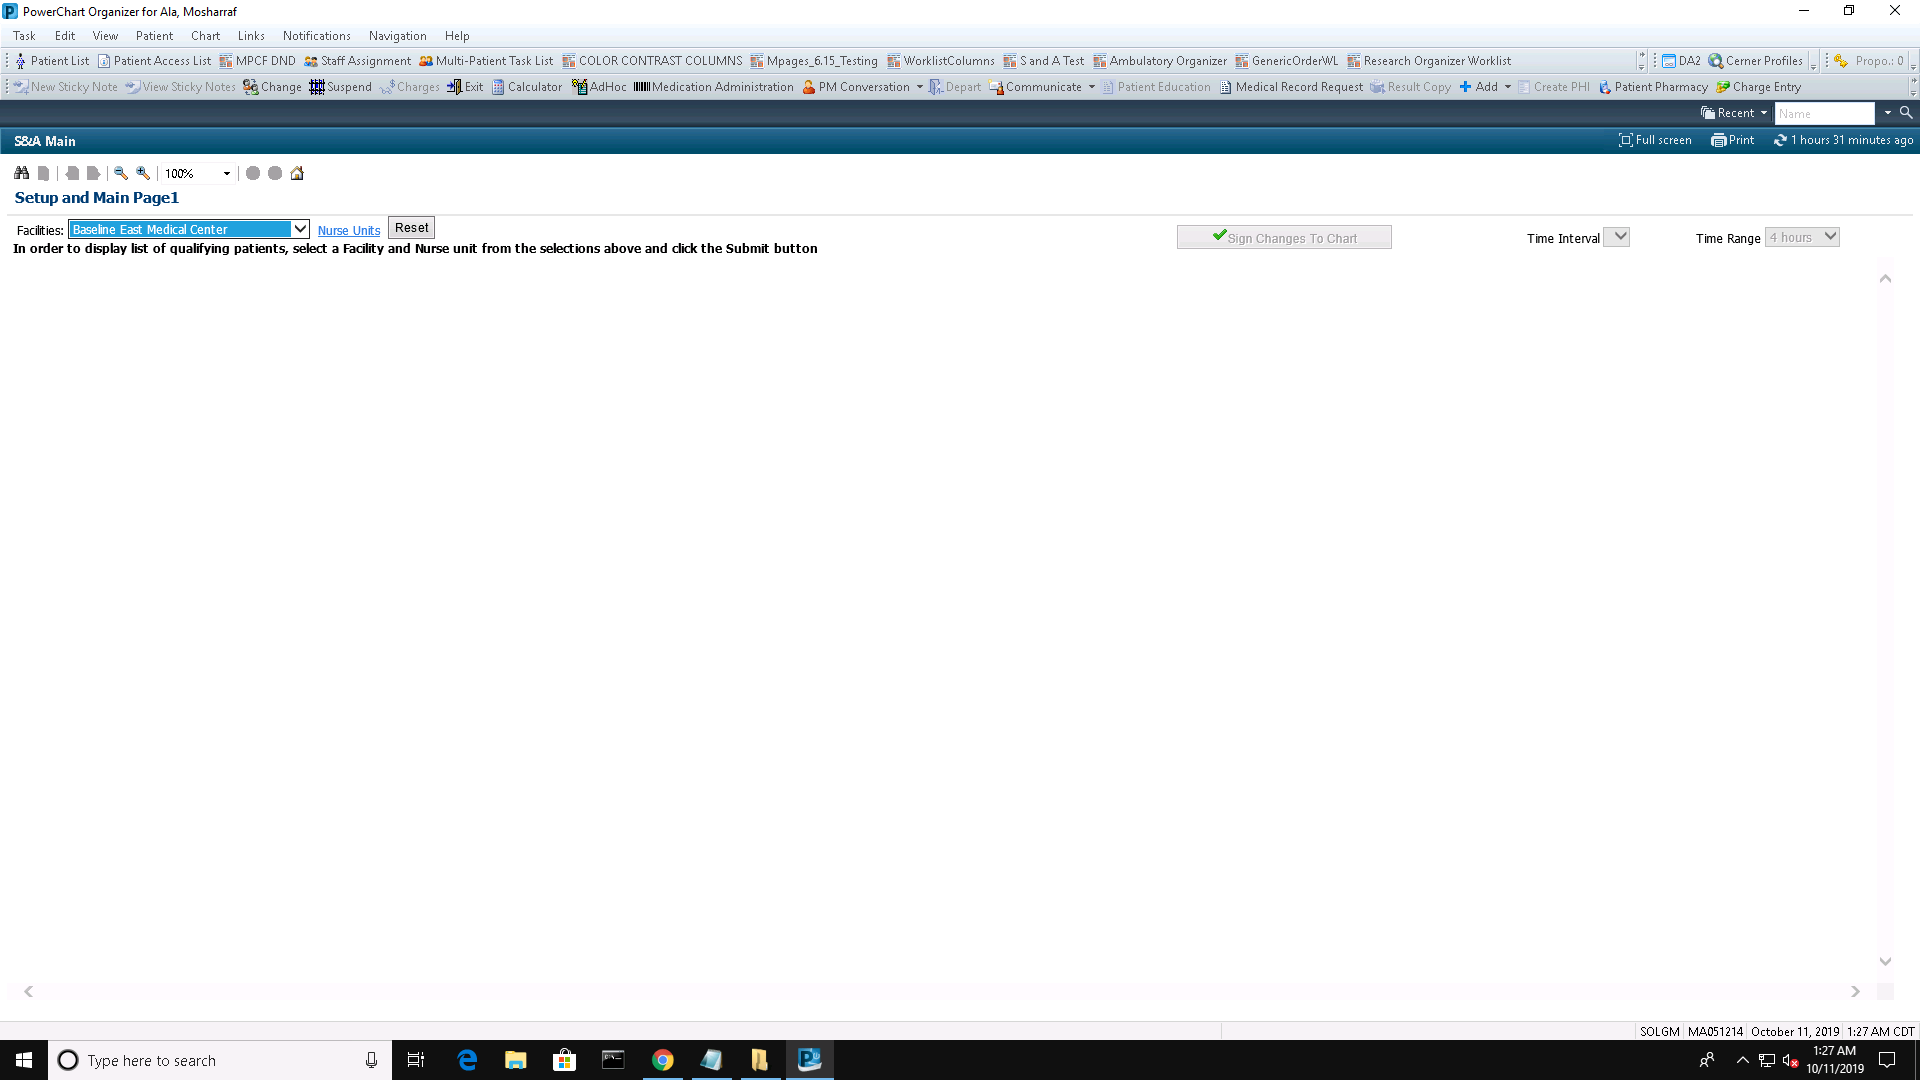 PowerChart Organizer for Ala, Mosharraf
Task Edit View Patient Chart Links Notifications Navigation Help
Patient List Patient Access List MPCF DND Staff Assignment Multi-Patient Task List COLOR CONTRAST COLUMNS Mpages_6.15_Testing WorklistColumns S and A Test Ambulatory Organizer GenericOrderWL Research Organizer Worklist DA2 Cerner Profiles Propo.: 0
New Sticky Note View Sticky Notes Change Suspend Charges Exit Calculator AdHoc Medication Administration PM Conversation Depart Communicate Patient Education Medical Record Request Result Copy Add Create PHI Patient Pharmacy Charge Entry
Recent Name
S&A Main Full screen Print 1 hours 31 minutes ago
100%
Setup and Main Page1
Facilities: Baseline East Medical Center Nurse Units Reset
In order to display list of qualifying patients, select a Facility and Nurse unit from the selections above and click the Submit button
Sign Changes To Chart Time Interval Time Range 4 hours
SOLGM MA051214 October 11, 2019 1:27 AM CDT
Type here to search
1:27 AM
10/11/2019